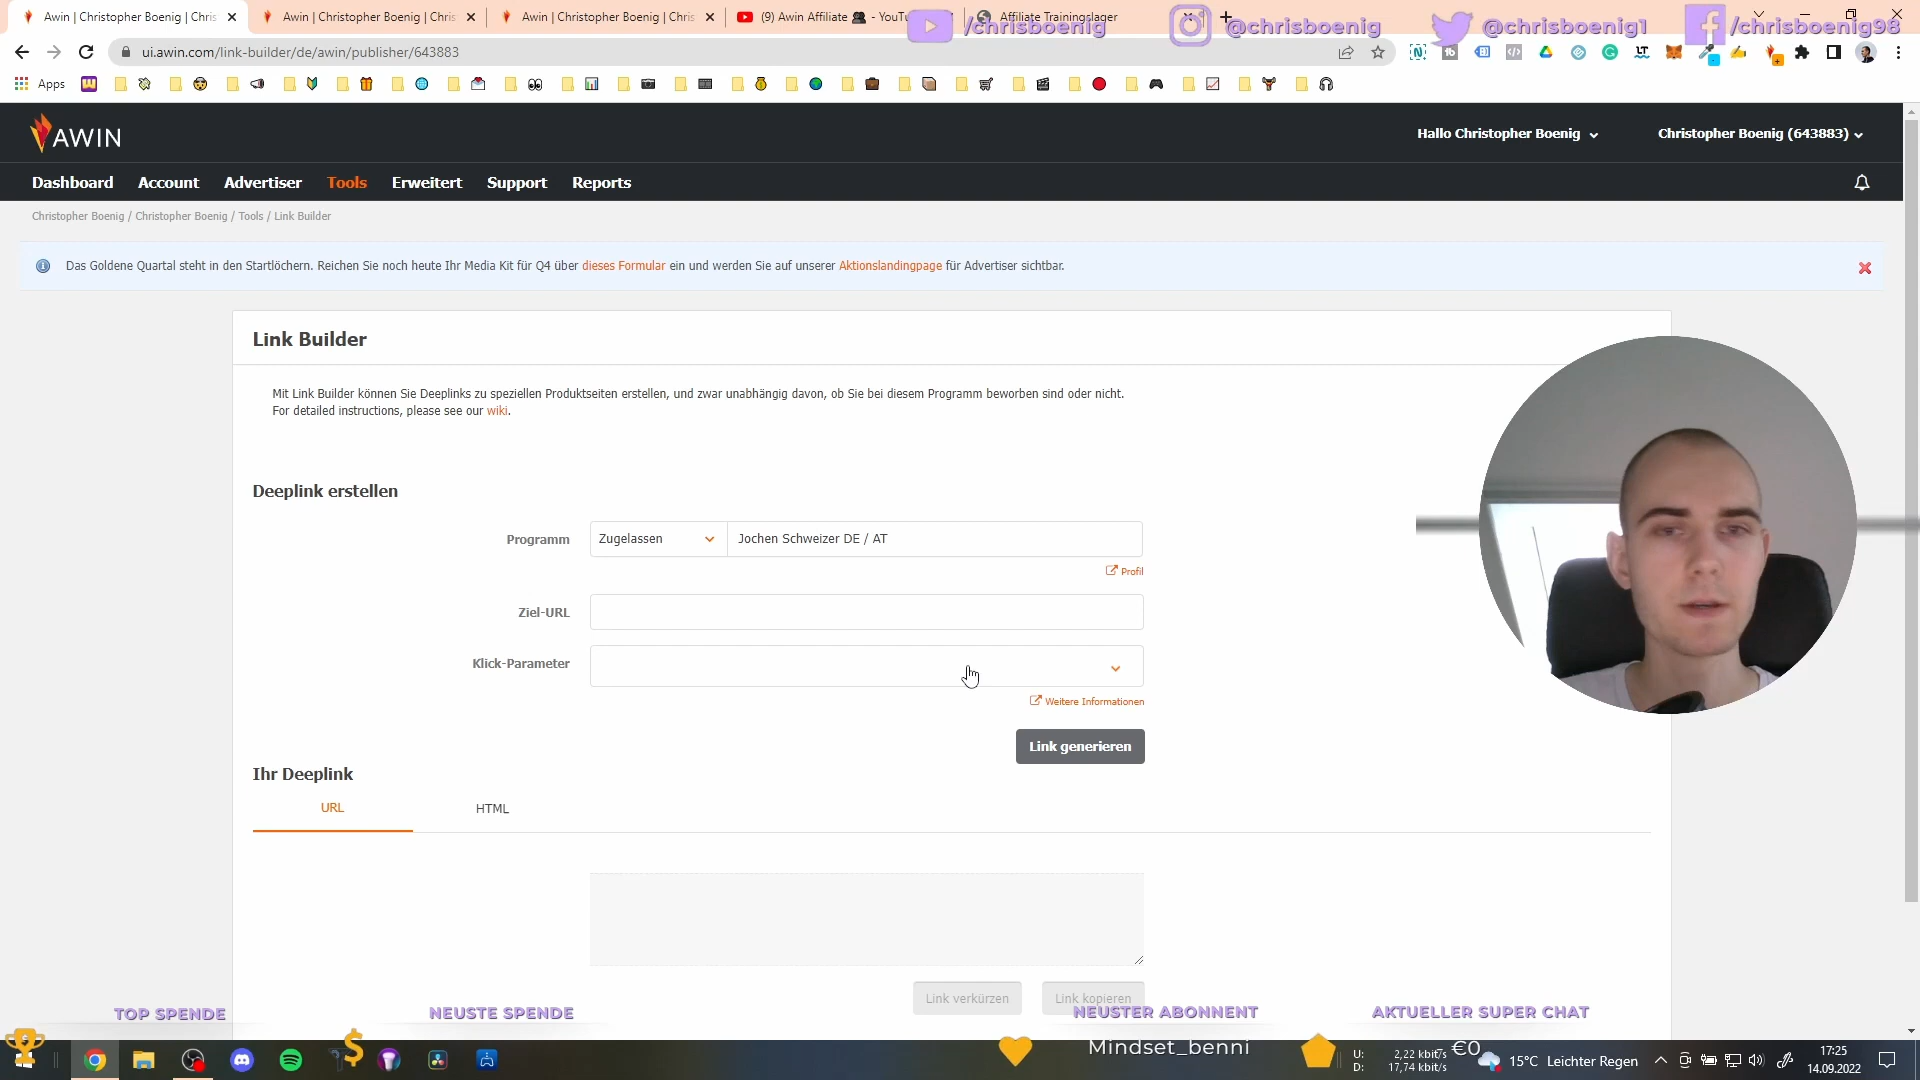 Awin | Christopher Boenig | Chris
Awin | Christopher Boenig | Chris
Awin | Christopher Boenig | Chris
(9) Awin Affiliate
Affiliate Trainingslager
/chrisboenig
@chrisboenig
@chrisboenig1
/chrisboenig98
ui.awin.com/link-builder/de/awin/publisher/643883
Apps
AWIN
Hallo Christopher Boenig
Christopher Boenig (643883)
Dashboard
Account
Advertiser
Tools
Erweitert
Support
Reports
Christopher Boenig / Christopher Boenig / Tools / Link Builder
Das Goldene Quartal steht in den Startlöchern. Reichen Sie noch heute Ihr Media Kit für Q4 über dieses Formular ein und werden Sie auf unserer Aktionslandingpage für Advertiser sichtbar.
Link Builder
Mit Link Builder können Sie Deeplinks zu speziellen Produktseiten erstellen, und zwar unabhängig davon, ob Sie bei diesem Programm beworben sind oder nicht.
For detailed instructions, please see our wiki.
Deeplink erstellen
Programm
Zugelassen
Jochen Schweizer DE / AT
Profil
Ziel-URL
Klick-Parameter
Weitere Informationen
Link generieren
Ihr Deeplink
URL
HTML
Link verkürzen
Link kopieren
TOP SPENDE
NEUSTE SPENDE
NEUSTER ABONNENT
AKTUELLER SUPER CHAT
Mindset_benni
€0
U: 2,22 kbit/s
D: 17,74 kbit/s
15°C Leichter Regen
17:25
14.09.2022